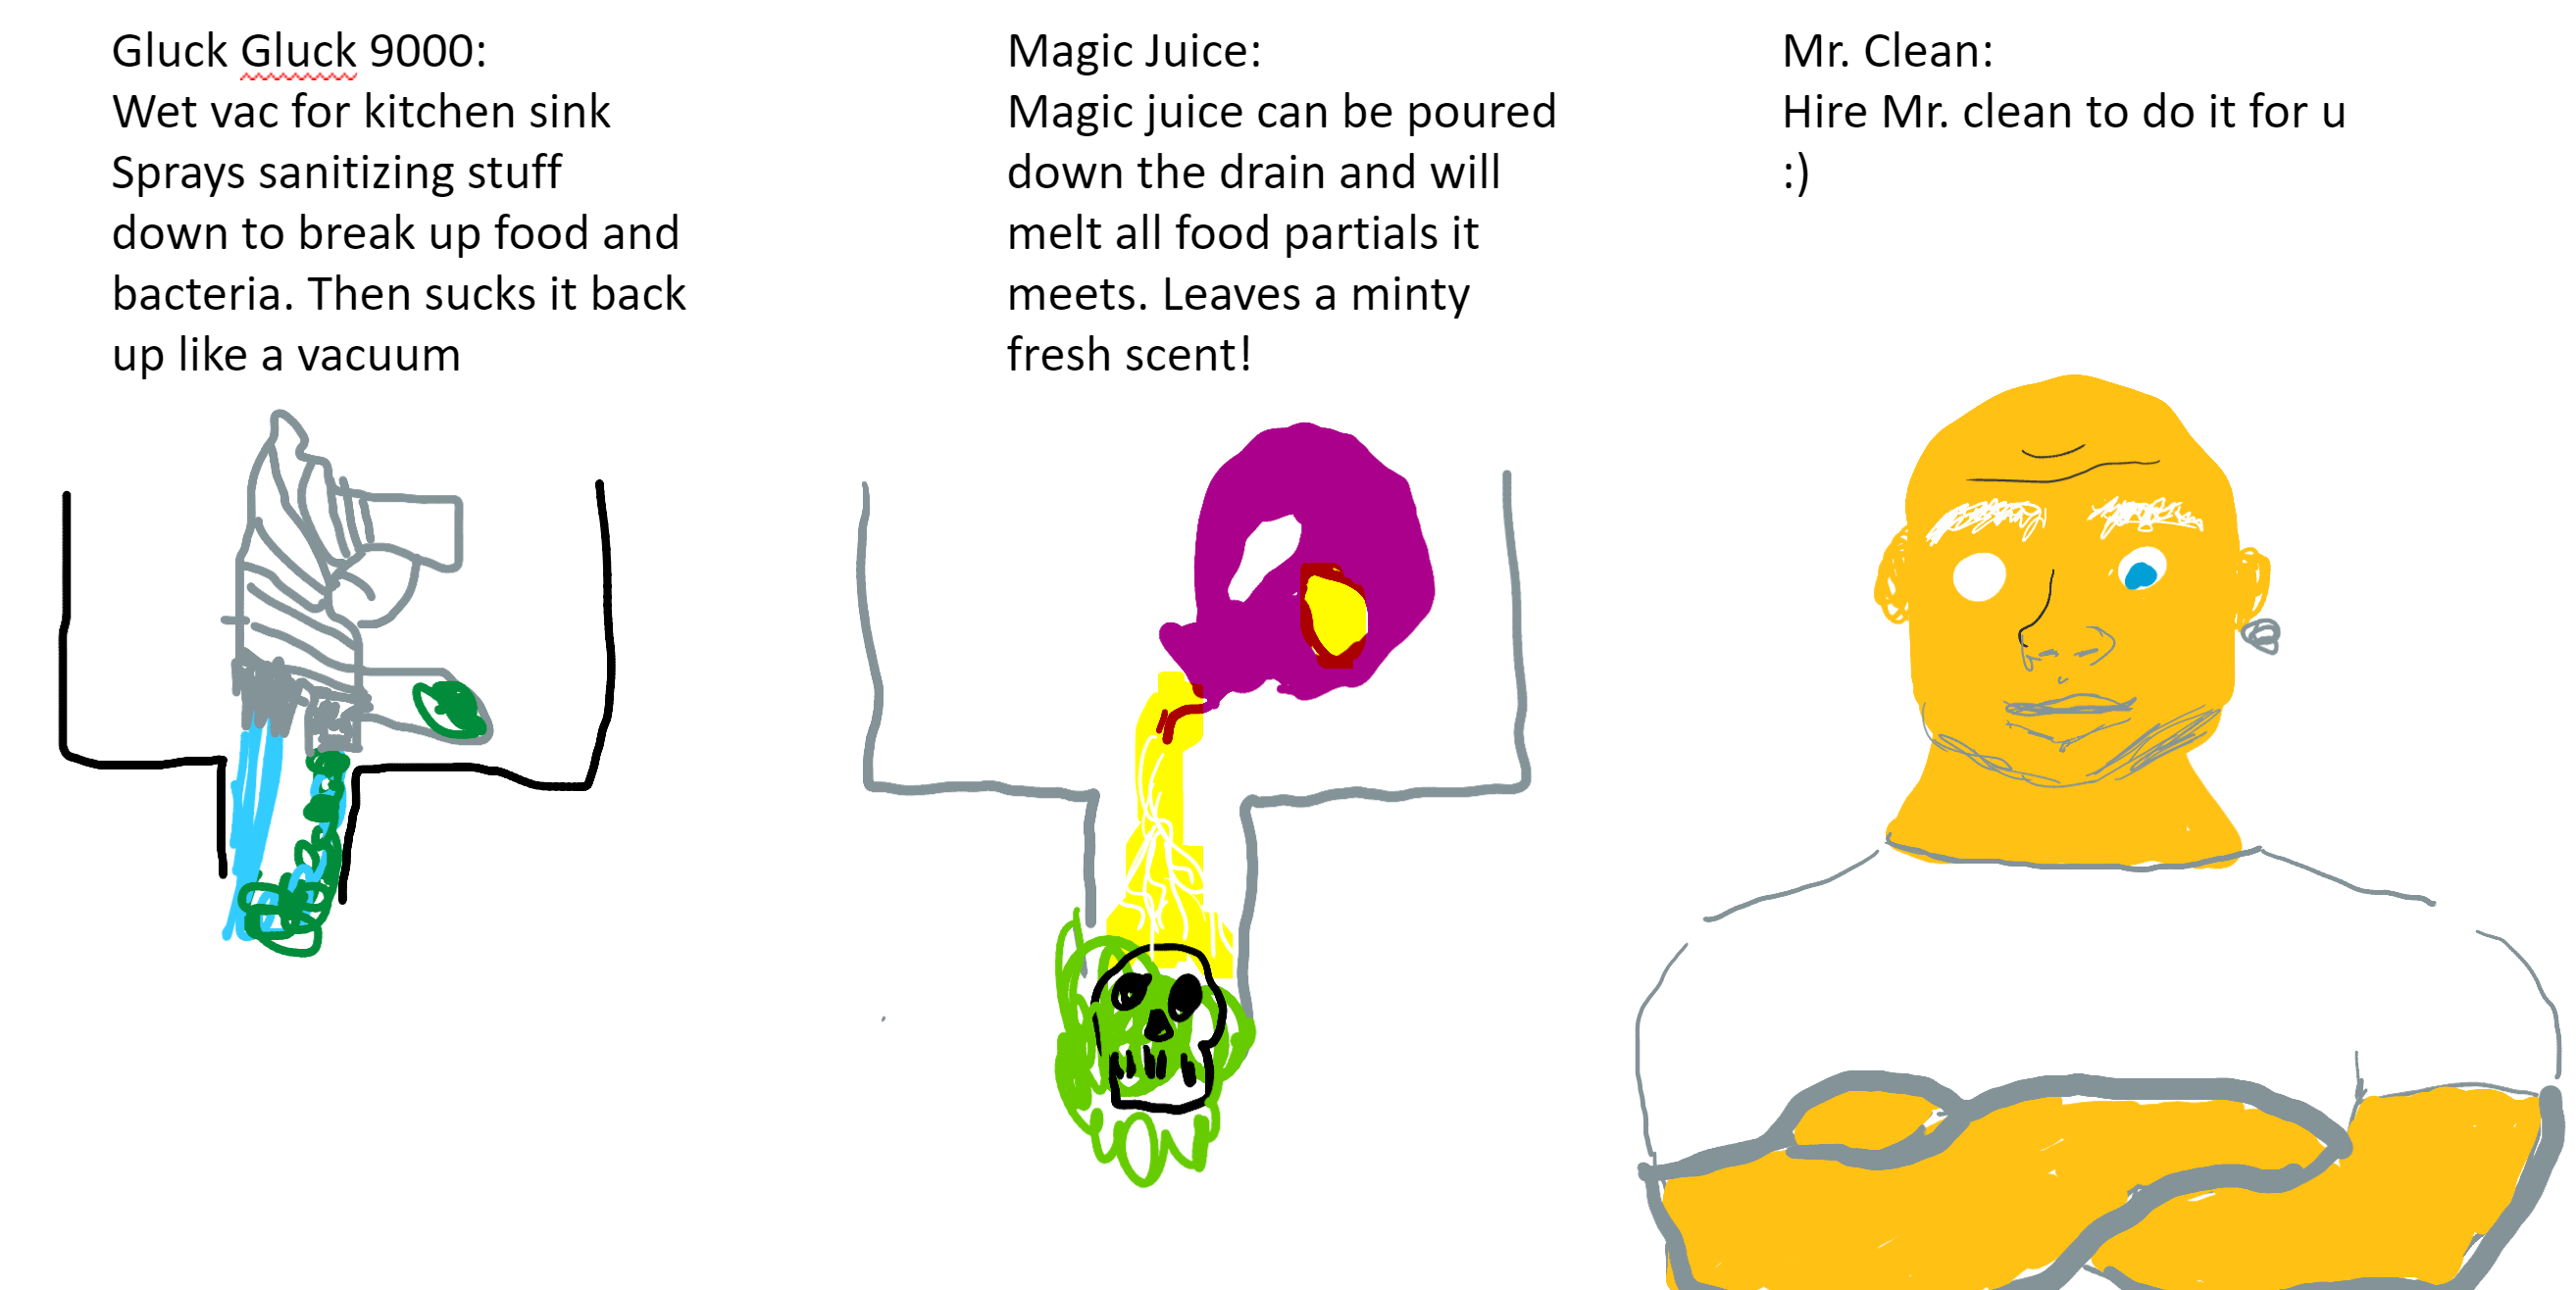 Gluck Gluck 9000:
Wet vac for kitchen sink
Sprays sanitizing stuff
down to break up food and
bacteria. Then sucks it back
up like a vacuum
Magic Juice:
Magic juice can be poured
down the drain and will
melt all food partials it
meets. Leaves a minty
fresh scent!
Mr. Clean:
Hire Mr. clean to do it for u
:)